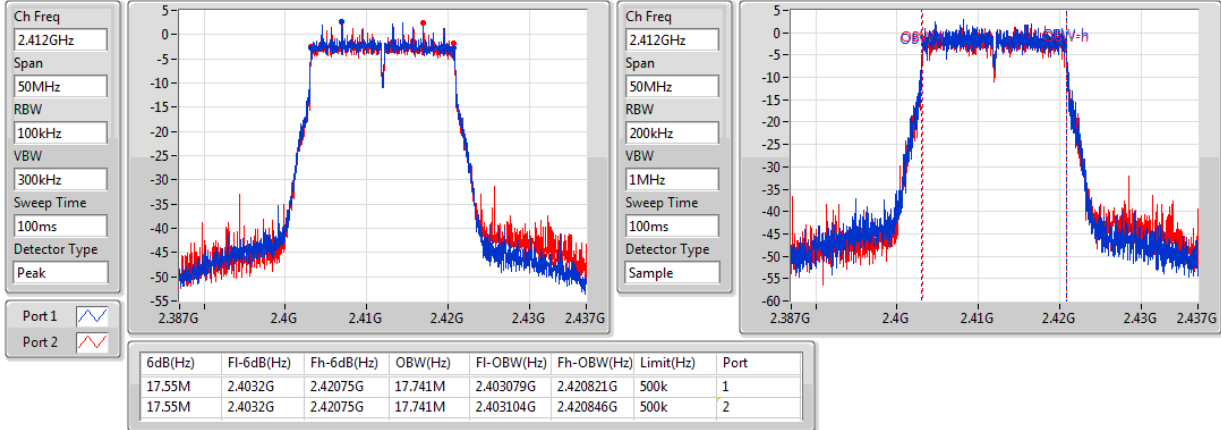 Ch Freq
2.412GHz
Span
50MHz
RBW
100kHz
VBW
300kHz
Sweep Time
100ms
Detector Type
Peak
Port 1
Port 2
5
0
-5
-10
-15
-20
-25
-30
-35
-40
-45
-50
-55
2.387G 2.4G 2.41G 2.42G 2.437G
Ch Freq
2.412GHz
Span
50MHz
RBW
200kHz
VBW
1MHz
Sweep Time
100ms
Detector Type
Sample
5
0
-5
-10
-15
-20
-25
-30
-35
-40
-45
-50
-55
-60
OBW-h
2.387G 2.4G 2.41G 2.42G 2.43G 2.437G
6dB(Hz) Fl-6dB(Hz) Fh-6dB(Hz) OBW(Hz) Fl-OBW(Hz) Fh-OBW(Hz) Limit(Hz) Port
17.55M 2.4032G 2.42075G 17.741M 2.403079G 2.420821G 500k 1
17.55M 2.4032G 2.42075G 17.741M 2.403104G 2.420846G 500k 2